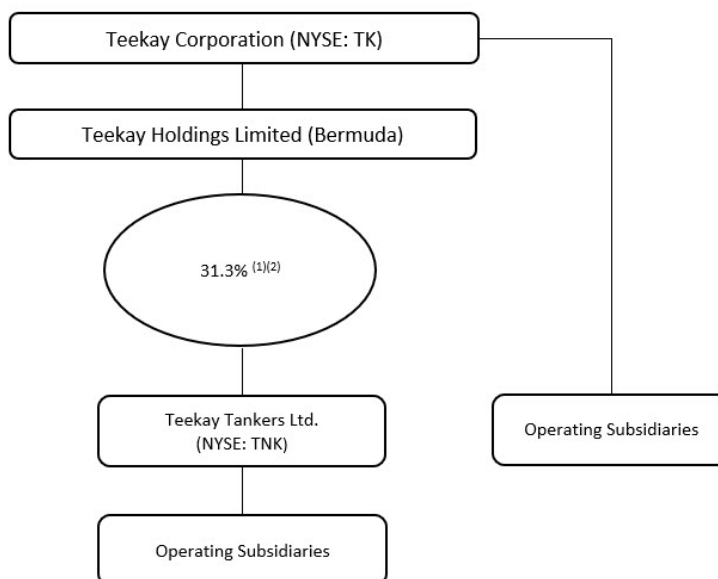 Teekay Corporation (NYSE: TK)
Teekay Holdings Limited (Bermuda)
31.3% (1)(2)
Teekay Tankers Ltd.
(NYSE: TNK)
Operating Subsidiaries
Operating Subsidiaries